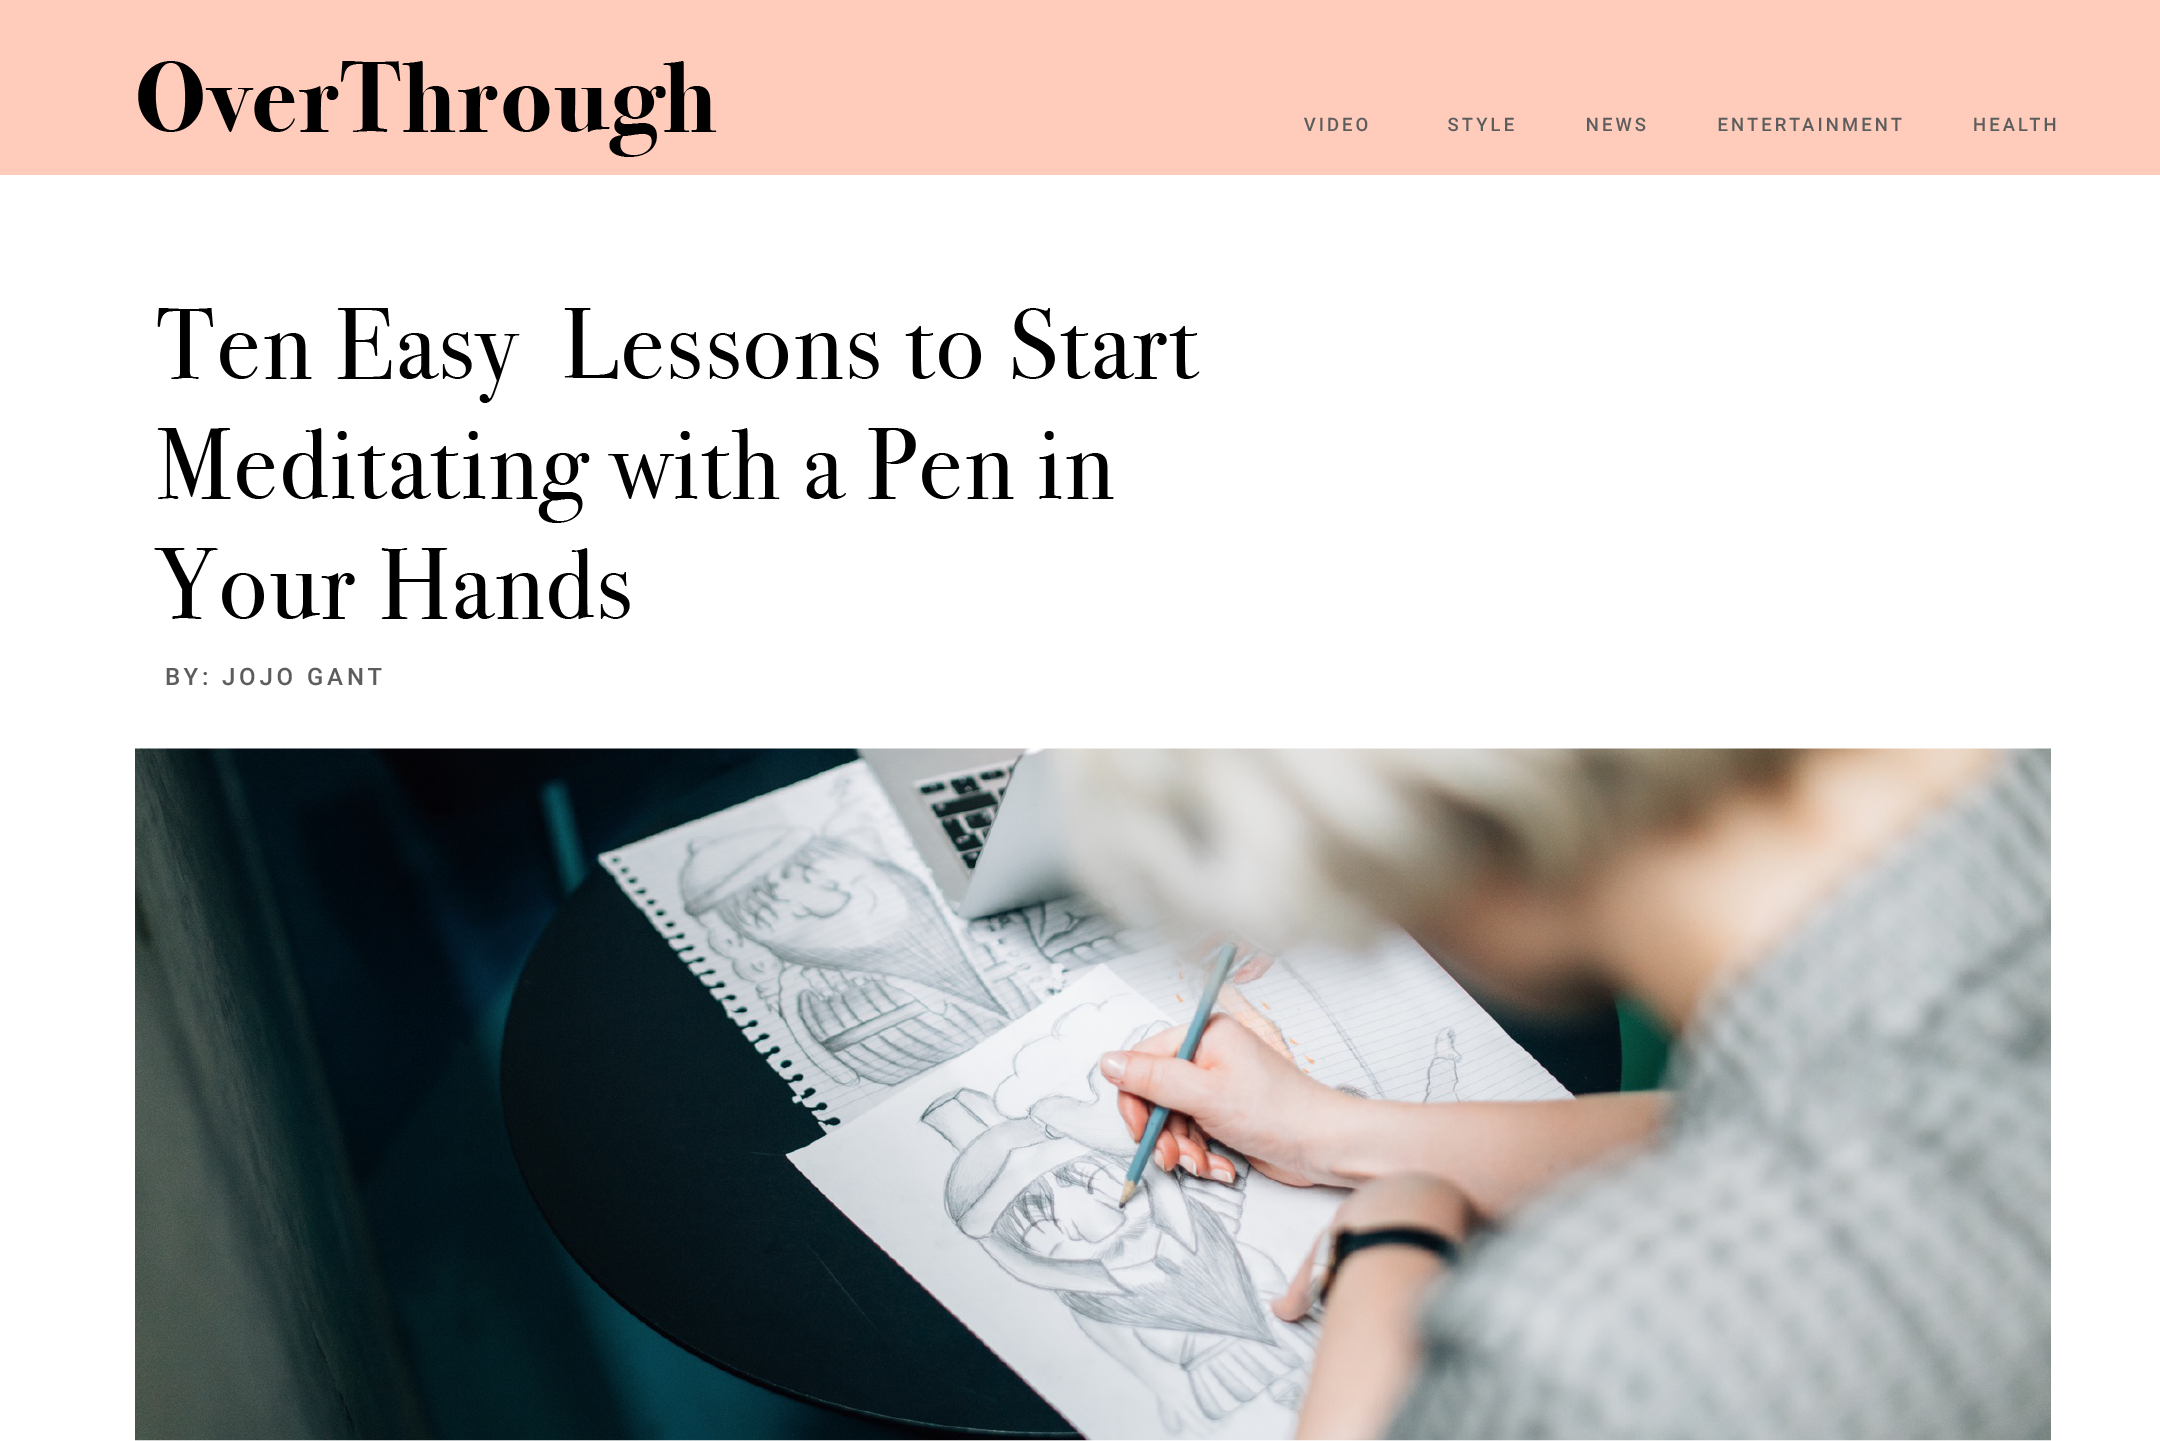 OverThrough
VIDEO STYLE NEWS ENTERTAINMENT HEALTH
Ten Easy  Lessons to Start
Meditating with a Pen in
Your Hands
BY: JOJO GANT